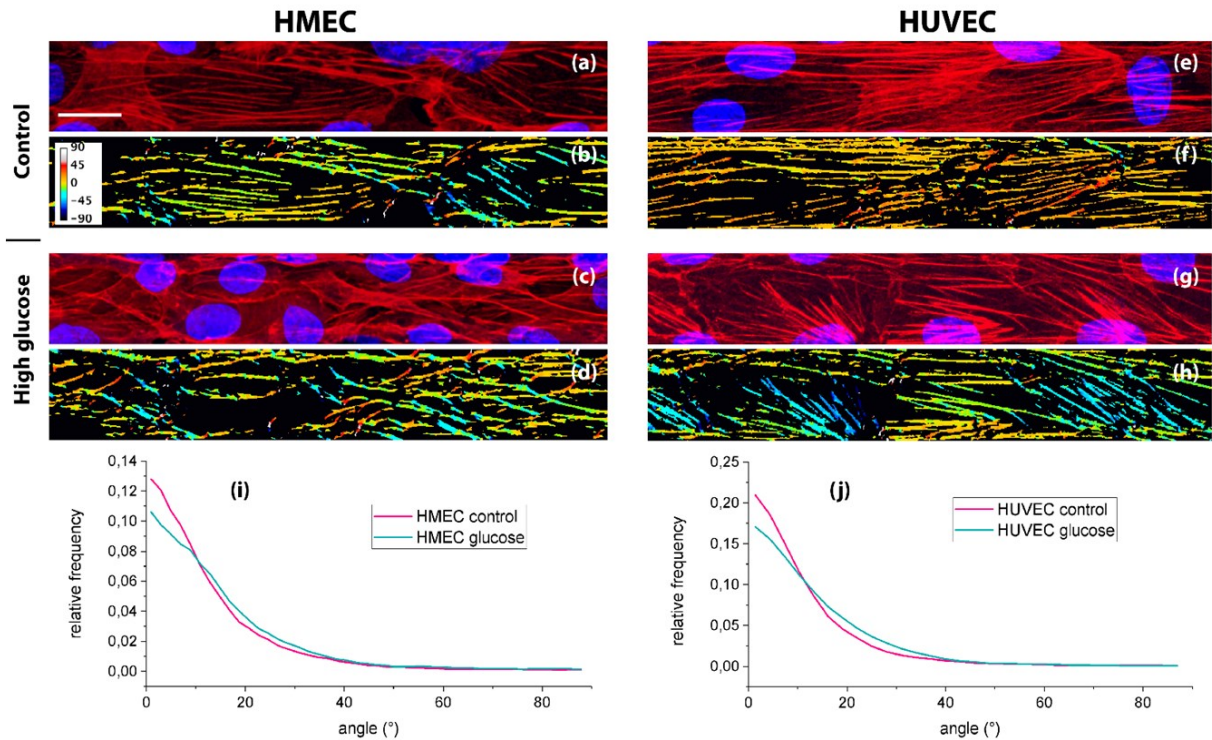 HMEC
HUVEC
Control
High glucose
(a)
(e)
(b)
90
45
0
-45
-90
(f)
(c)
(g)
(d)
(h)
(i)
0,14
0,12
0,10
0,08
0,06
0,04
0,02
0,00
relative frequency
HMEC control
HMEC glucose
0 20 40 60 80
angle (°)
(j)
0,25
0,20
0,15
0,10
0,05
0,00
relative frequency
HUVEC control
HUVEC glucose
0 20 40 60 80
angle (°)